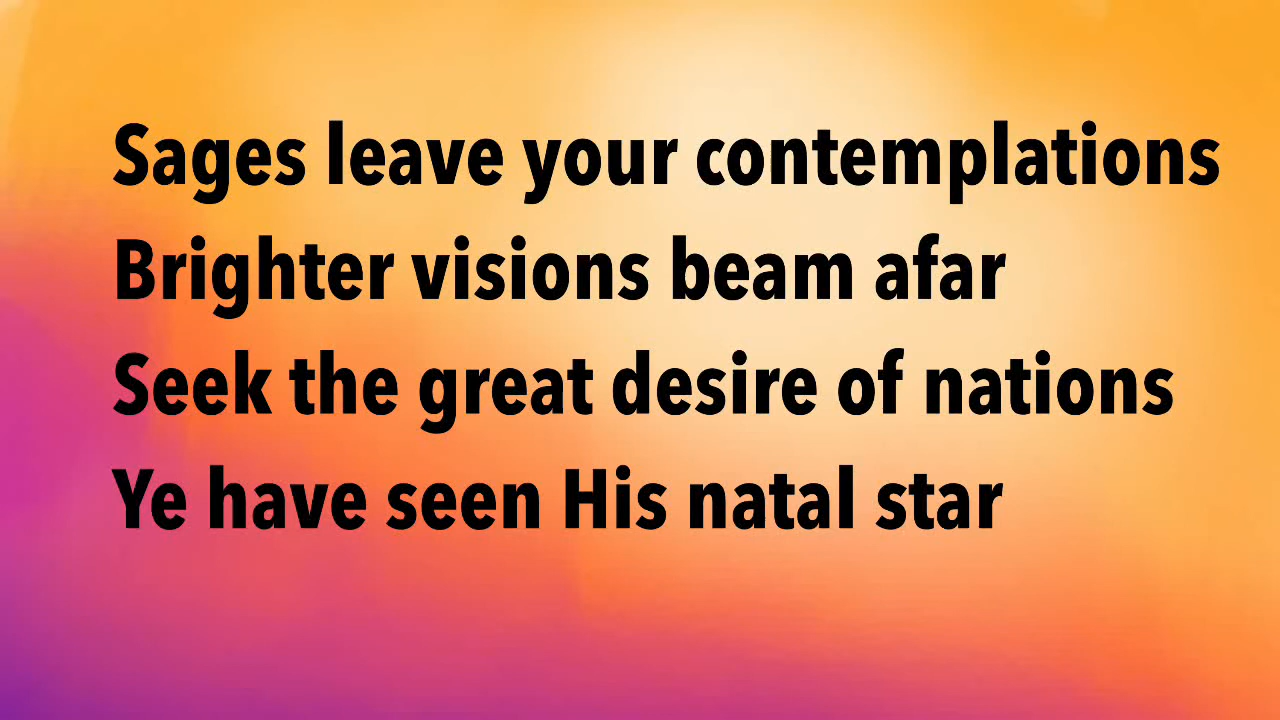 Sages leave your contemplations
Brighter visions beam afar
Seek the great desire of nations
Ye have seen His natal star